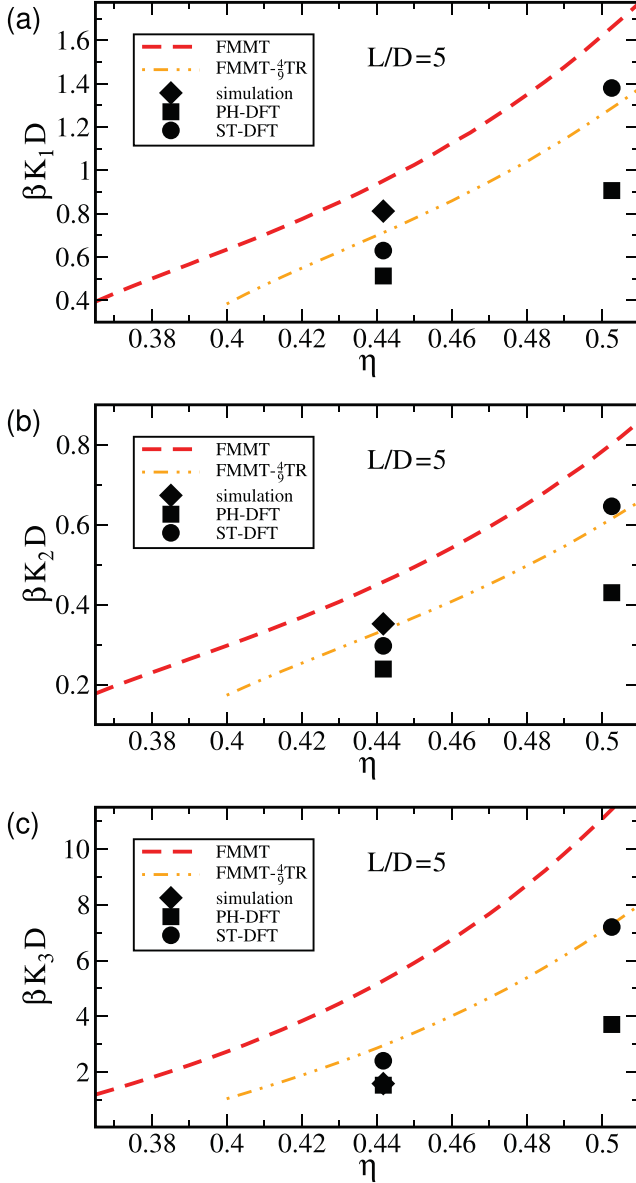 (a)
FMMT
FMMT-4/9TR
simulation
PH-DFT
ST-DFT
L/D=5
βK₁D
1.6
1.4
1.2
1
0.8
0.6
0.4
0.38 0.4 0.42 0.44 0.46 0.48 0.5
η
(b)
FMMT
FMMT-4/9TR
simulation
PH-DFT
ST-DFT
L/D=5
βK₂D
0.8
0.6
0.4
0.2
0.38 0.4 0.42 0.44 0.46 0.48 0.5
η
(c)
FMMT
FMMT-4/9TR
simulation
PH-DFT
ST-DFT
L/D=5
βK₃D
10
8
6
4
2
0.38 0.4 0.42 0.44 0.46 0.48 0.5
η